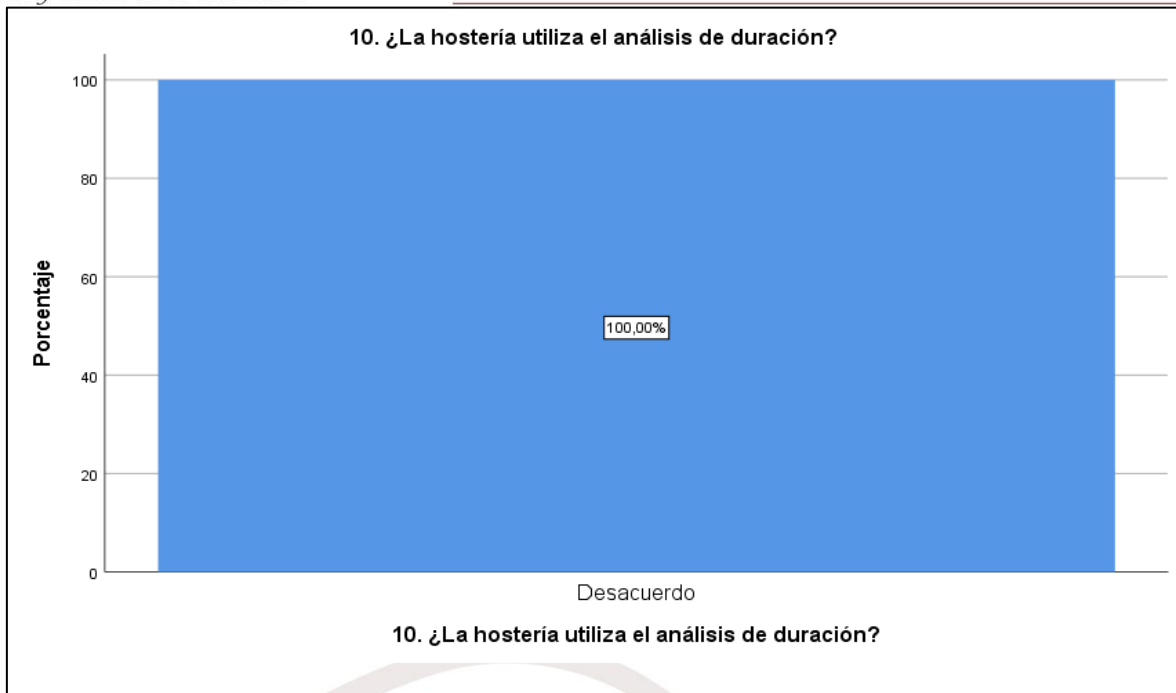 10. ¿La hostería utiliza el análisis de duración?
100
80
60
40
20
0
Porcentaje
100,00%
Desacuerdo
10. ¿La hostería utiliza el análisis de duración?